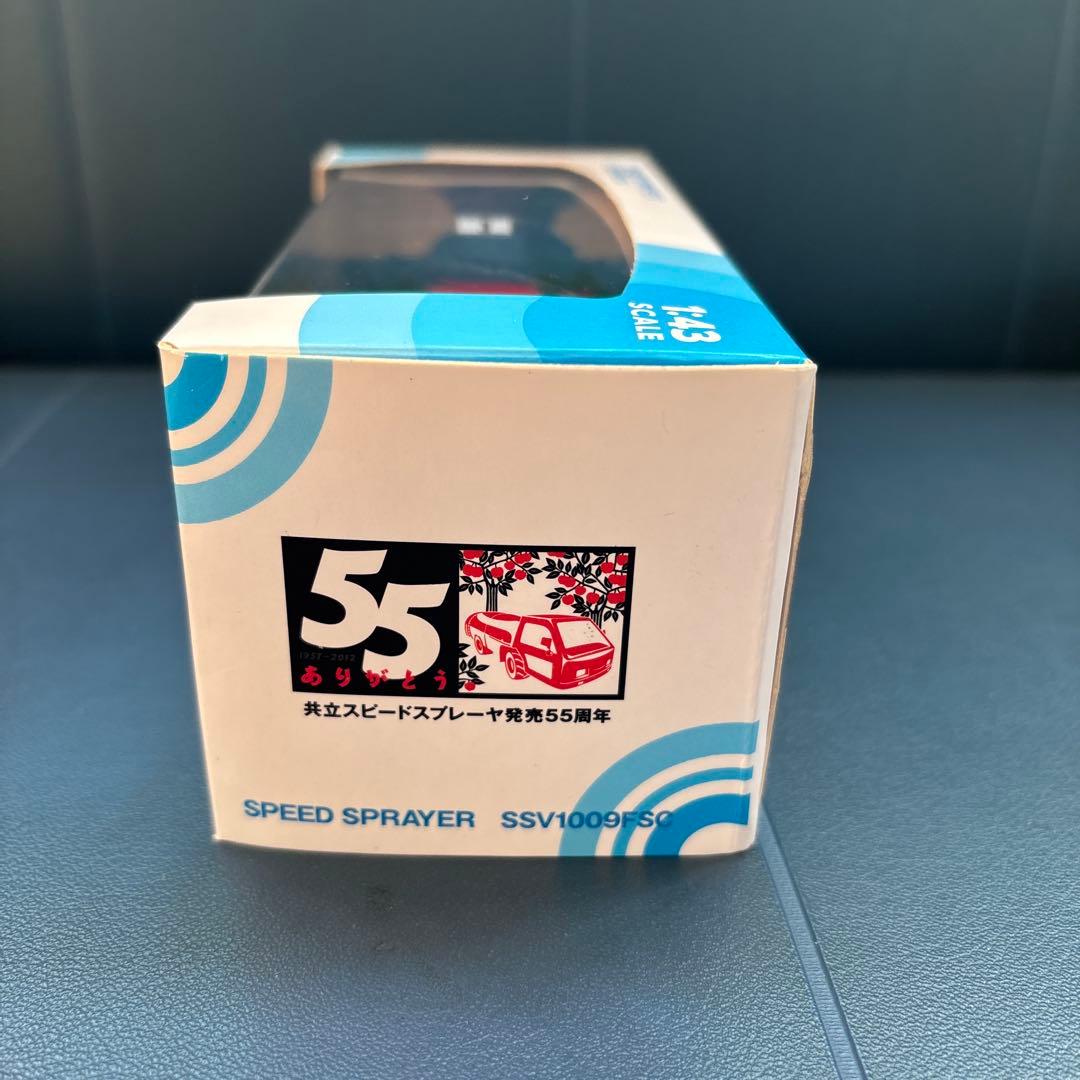 1:43
SCALE
55
1957-2012
ありがとう
共立スピードスプレーヤ発売55周年
SPEED SPRAYER SSV1009FSC